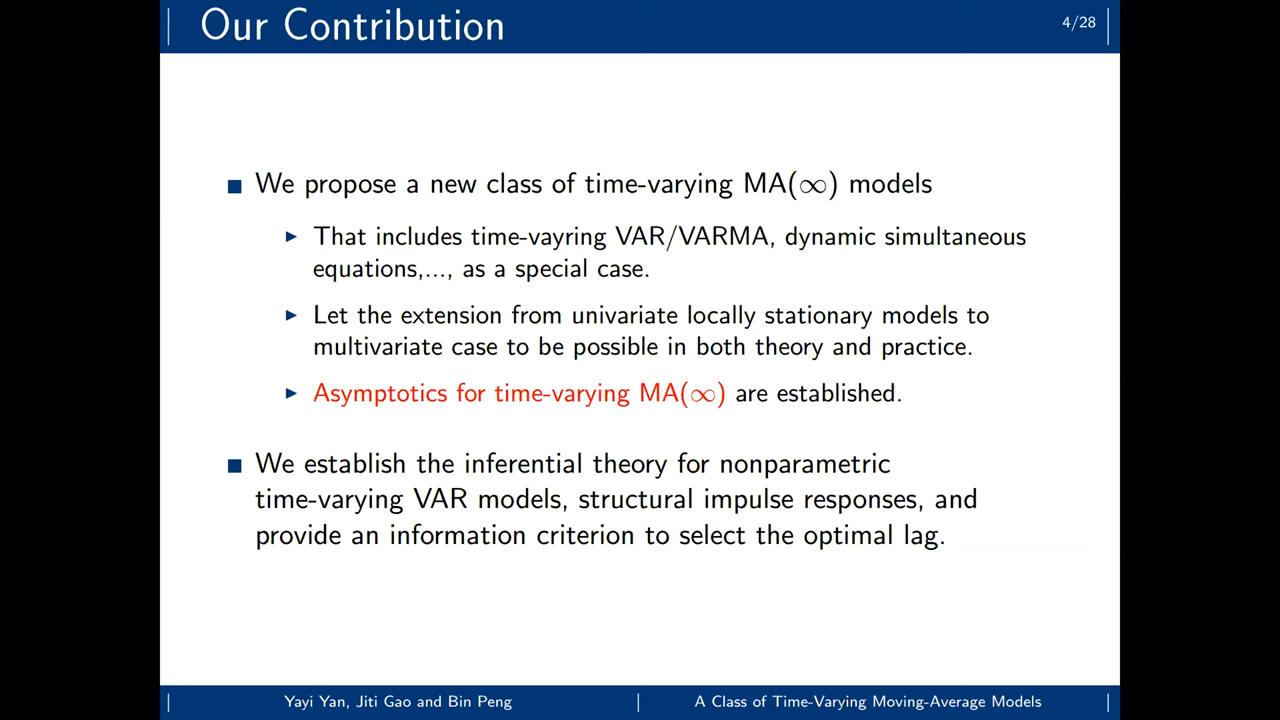 Our Contribution
4/28
We propose a new class of time-varying MA(∞) models
That includes time-vayring VAR/VARMA, dynamic simultaneous
equations,..., as a special case.
Let the extension from univariate locally stationary models to
multivariate case to be possible in both theory and practice.
Asymptotics for time-varying MA(∞) are established.
We establish the inferential theory for nonparametric
time-varying VAR models, structural impulse responses, and
provide an information criterion to select the optimal lag.
Yayi Yan, Jiti Gao and Bin Peng
A Class of Time-Varying Moving-Average Models